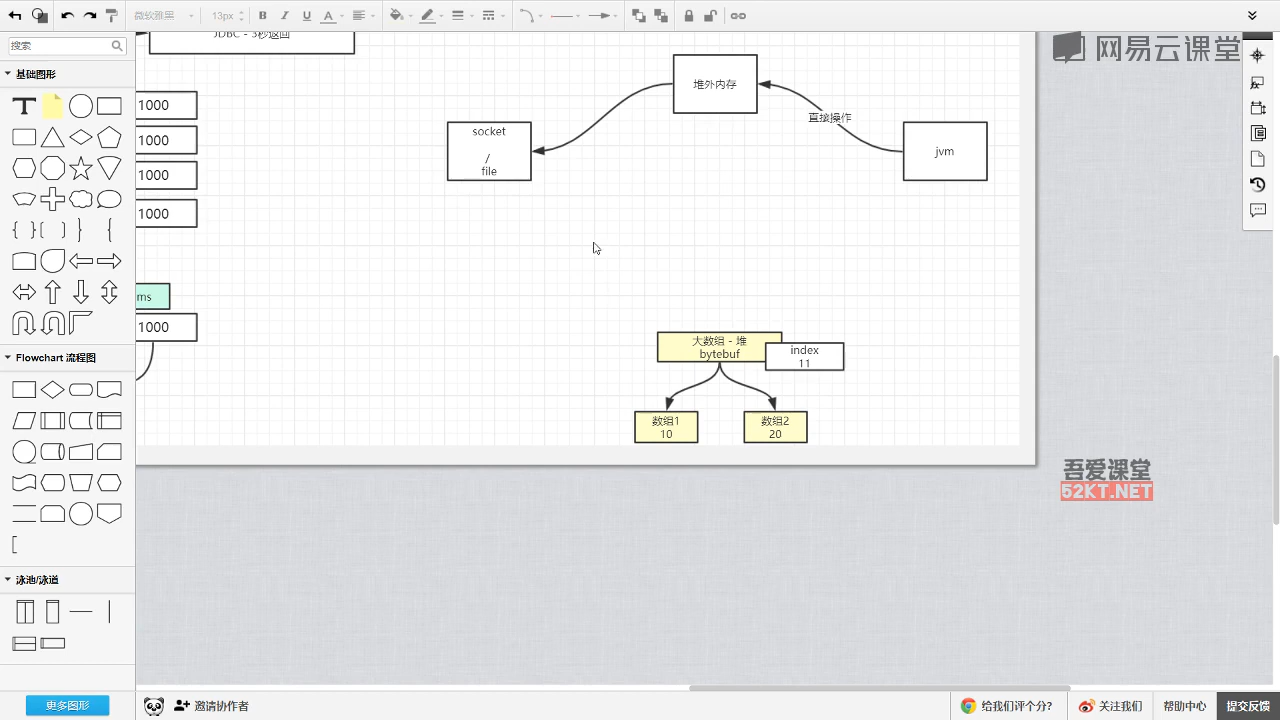 微软雅黑
13px
B
I
U
A
搜索
基础图形
T
JDBC - 3秒返回
网易云课堂
1000
1000
1000
1000
ms
1000
堆外内存
直接操作
socket
/
file
jvm
大数组 - 堆
bytebuf
index
11
数组1
10
数组2
20
Flowchart 流程图
吾爱课堂
52KT.NET
泳池/泳道
更多图形
邀请协作者
给我们评个分?
关注我们
帮助中心
提交反馈